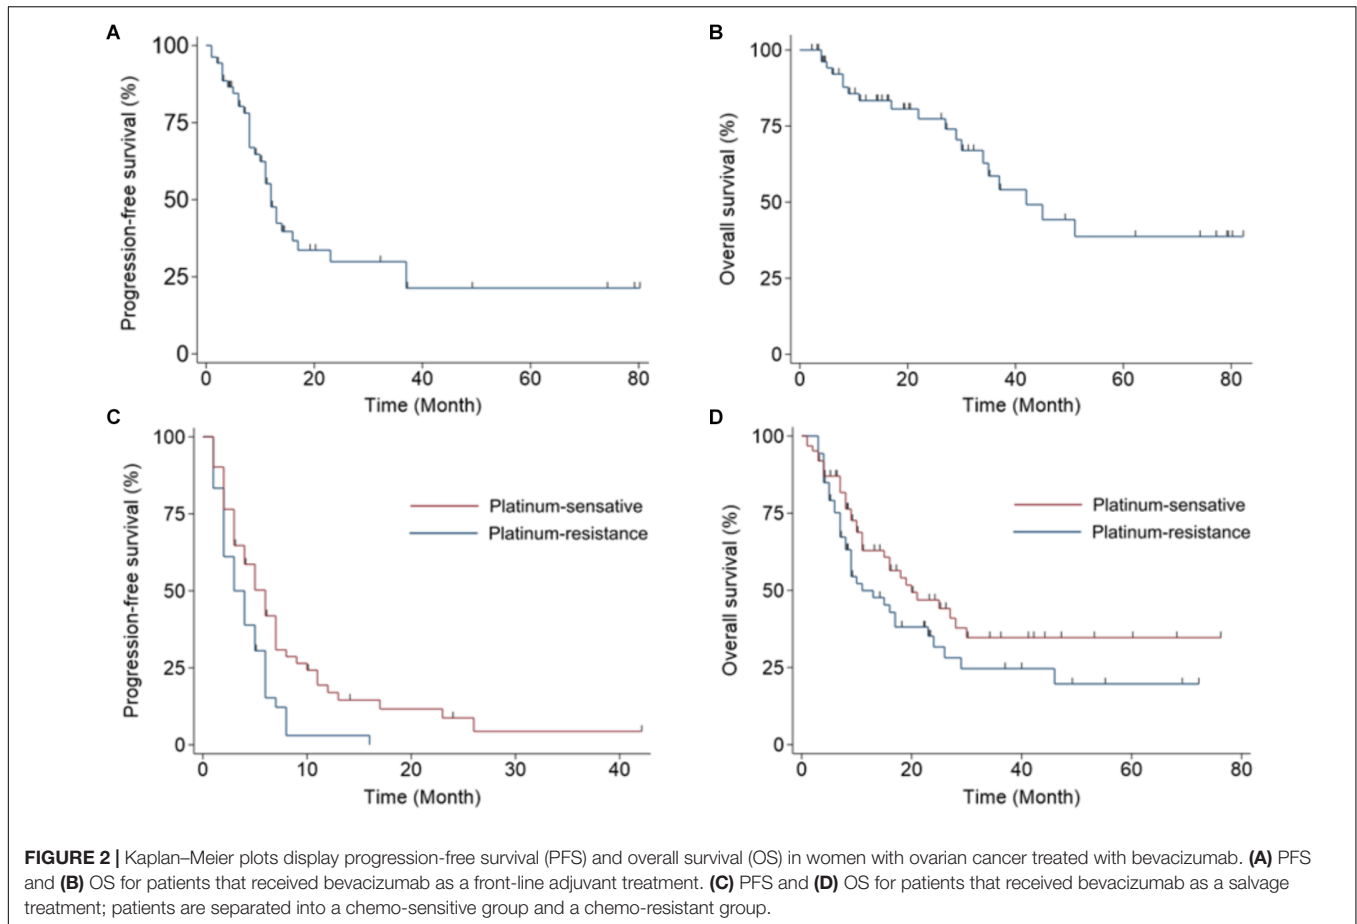 A
Progression-free survival (%)
100
75
50
25
0
0 20 40 60 80
Time (Month)
B
Overall survival (%)
100
75
50
25
0
0 20 40 60 80
Time (Month)
C
Progression-free survival (%)
100
75
50
25
0
Platinum-sensative
Platinum-resistance
0 10 20 30 40
Time (Month)
D
Overall survival (%)
100
75
50
25
0
Platinum-sensative
Platinum-resistance
0 20 40 60 80
Time (Month)
FIGURE 2 | Kaplan–Meier plots display progression-free survival (PFS) and overall survival (OS) in women with ovarian cancer treated with bevacizumab. (A) PFS
and (B) OS for patients that received bevacizumab as a front-line adjuvant treatment. (C) PFS and (D) OS for patients that received bevacizumab as a salvage
treatment; patients are separated into a chemo-sensitive group and a chemo-resistant group.